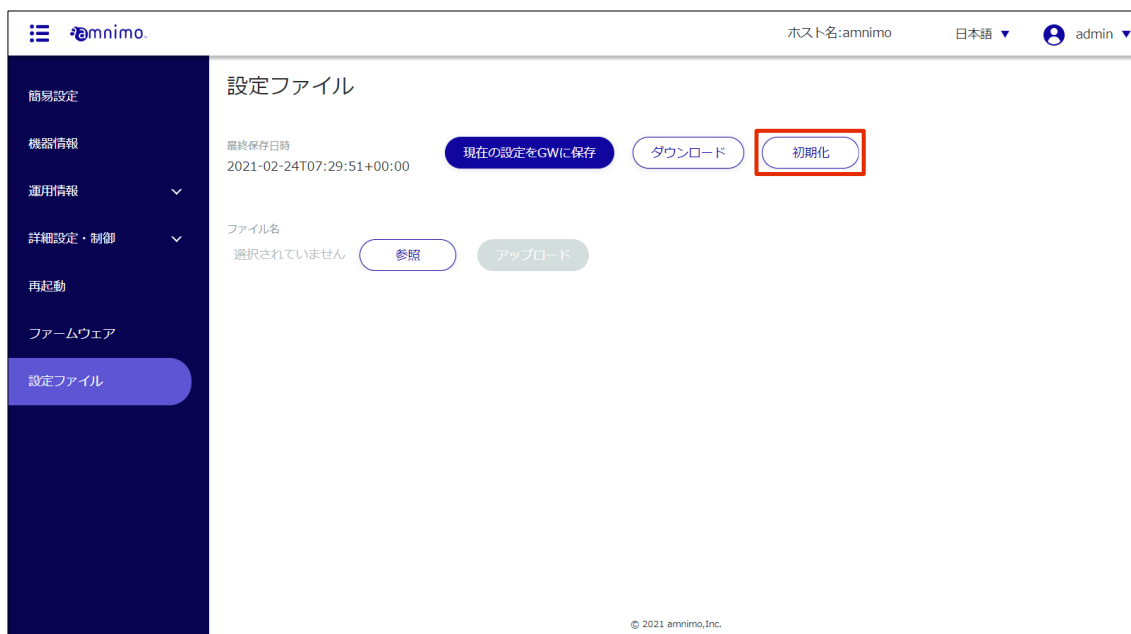 amnimo.
ホスト名:amnimo
日本語 ▼
admin ▼
簡易設定
機器情報
運用情報
詳細設定・制御
再起動
ファームウェア
設定ファイル
設定ファイル
最終保存日時
2021-02-24T07:29:51+00:00
現在の設定をGWに保存
ダウンロード
初期化
ファイル名
選択されていません
参照
アップロード
© 2021 amnimo,Inc.